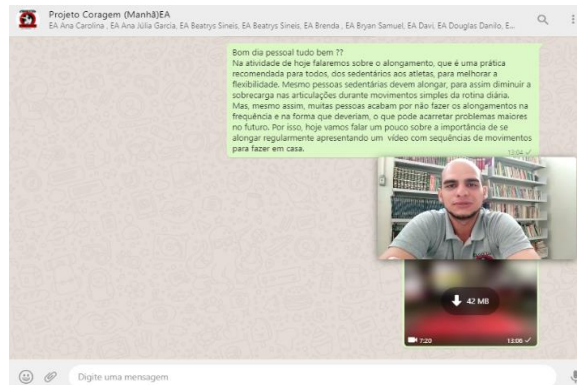 Projeto Coragem (Manhã)EA
EA Ana Carolina , EA Ana Júlia Garcia, EA Beatrys Sineis, EA Beatrys Sineis, EA Brenda , EA Bryan Samuel, EA Davi, EA Douglas Danilo, E...
Bom dia pessoal tudo bem ??
Na atividade de hoje falaremos sobre o alongamento, que é uma prática
recomendada para todos, dos sedentários aos atletas, para melhorar a
flexibilidade. Mesmo pessoas sedentárias devem alongar, para assim diminuir a
sobrecarga nas articulações durante movimentos simples da rotina diária.
Mas, mesmo assim, muitas pessoas acabam por não fazer os alongamentos na
frequência e na forma que deveriam, o que pode acarretar problemas maiores
no futuro. Por isso, hoje vamos falar um pouco sobre a importância de se
alongar regularmente apresentando um vídeo com sequências de movimentos
para fazer em casa.
13:04
42 MB
7:20
13:06
Digite uma mensagem